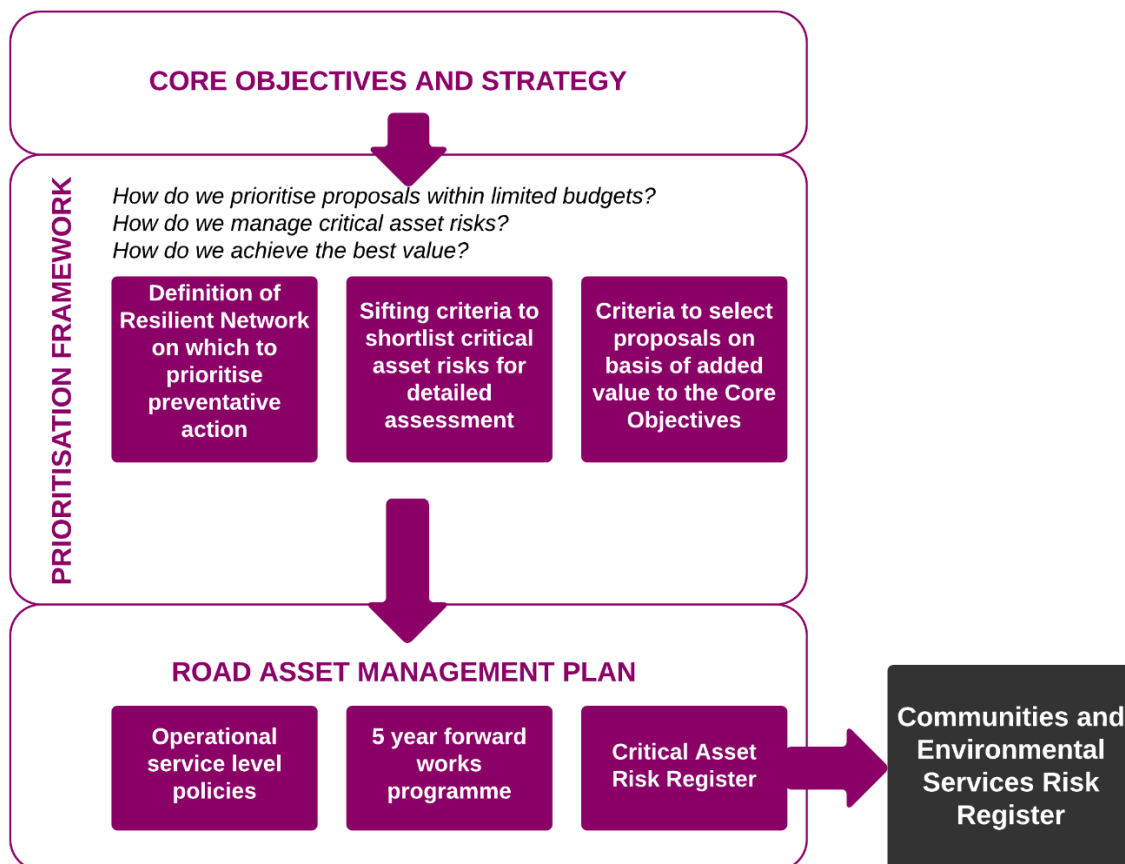 CORE OBJECTIVES AND STRATEGY
PRIORITISATION FRAMEWORK
How do we prioritise proposals within limited budgets?
How do we manage critical asset risks?
How do we achieve the best value?
Definition of
Resilient Network
on which to
prioritise
preventative
action
Sifting criteria to
shortlist critical
asset risks for
detailed
assessment
Criteria to select
proposals on
basis of added
value to the Core
Objectives
ROAD ASSET MANAGEMENT PLAN
Operational
service level
policies
5 year forward
works
programme
Critical Asset
Risk Register
Communities and
Environmental
Services Risk
Register